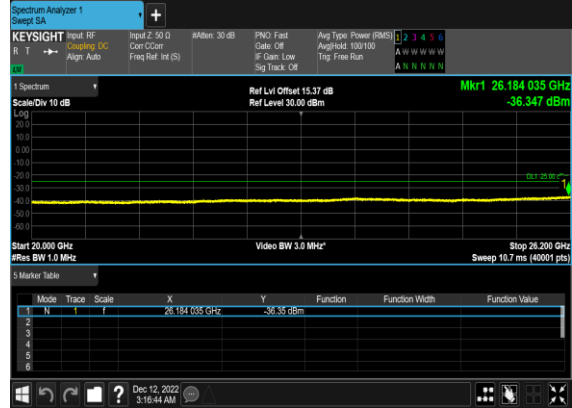 Spectrum Analyzer 1
Swept SA
+
KEYSIGHT
R T
Input: RF
Coupling: DC
Align: Auto
Input Z: 50 Ω
Corr CCorr
Freq Ref: Int (S)
#Atten: 30 dB
PNO: Fast
Gate: Off
IF Gain: Low
Sig Track: Off
Avg Type: Power (RMS)
Avg|Hold: 100/100
Trig: Free Run
1 2 3 4 5 6
A W W W W W
A N N N N N
1 Spectrum
Scale/Div 10 dB
Ref Lvl Offset 15.37 dB
Ref Level 30.00 dBm
Mkr1 26.184 035 GHz
-36.347 dBm
Log
20.0
10.0
0.00
-10.0
-20.0
-30.0
-40.0
-50.0
-60.0
1
Start 20.000 GHz
#Res BW 1.0 MHz
Video BW 3.0 MHz*
Stop 26.200 GHz
Sweep 10.7 ms (40001 pts)
5 Marker Table
Mode Trace Scale X Y Function Function Width Function Value
1 N 1 f 26.184 035 GHz -36.35 dBm
2
3
4
5
6
?
Dec 12, 2022
3:16:44 AM